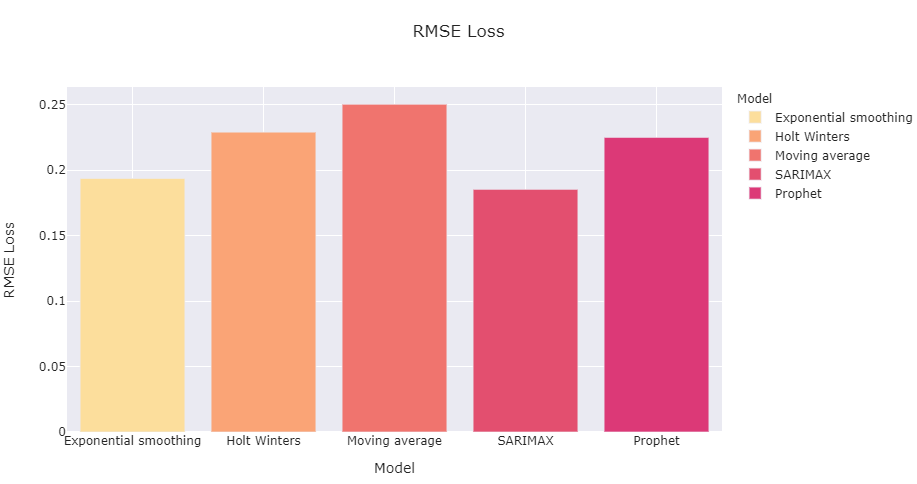 RMSE Loss
RMSE Loss
0.25
0.2
0.15
0.1
0.05
0
Exponential smoothing
Holt Winters
Moving average
SARIMAX
Prophet
Model
Model
Exponential smoothing
Holt Winters
Moving average
SARIMAX
Prophet